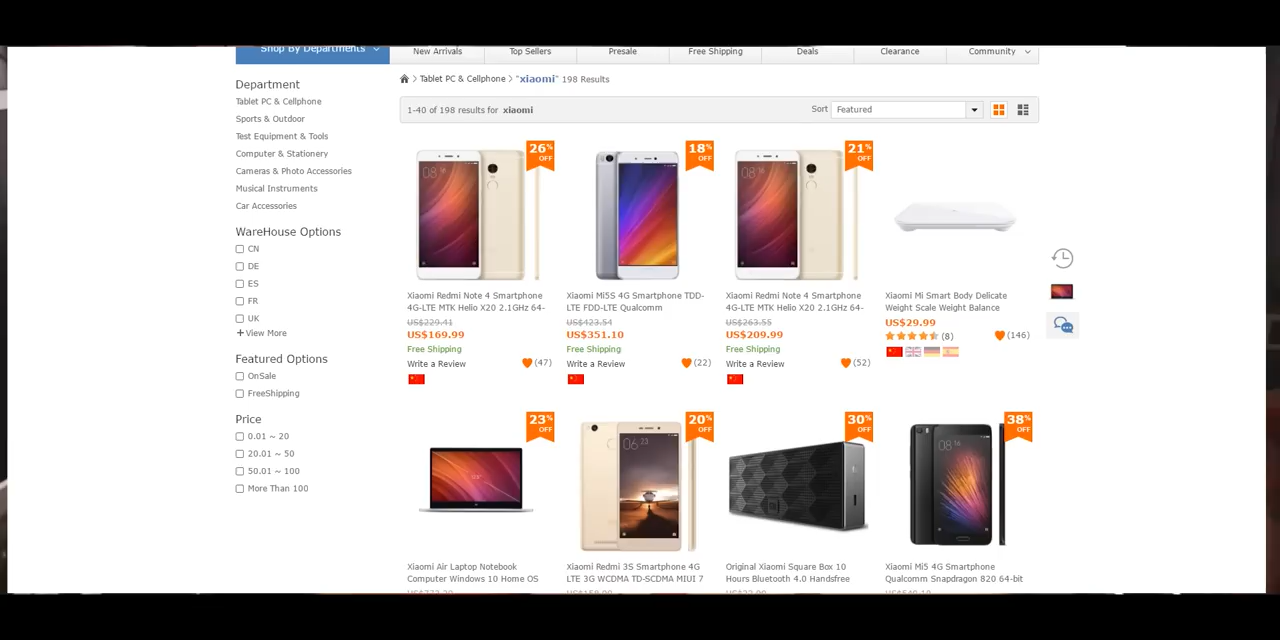 Shop By Departments
New Arrivals
Top Sellers
Presale
Free Shipping
Deals
Clearance
Community
Tablet PC & Cellphone
"xiaomi" 198 Results
Department
Tablet PC & Cellphone
Sports & Outdoor
Test Equipment & Tools
Computer & Stationery
Cameras & Photo Accessories
Musical Instruments
Car Accessories
WareHouse Options
CN
DE
ES
FR
UK
+ View More
Featured Options
OnSale
FreeShipping
Price
0.01 ~ 20
20.01 ~ 50
50.01 ~ 100
More Than 100
1-40 of 198 results for xiaomi
Sort
Featured
26% OFF
Xiaomi Redmi Note 4 Smartphone
4G-LTE MTK Helio X20 2.1GHz 64-
US$229.41
US$169.99
Free Shipping
Write a Review
(47)
18% OFF
Xiaomi Mi5S 4G Smartphone TDD-
LTE FDD-LTE Qualcomm
US$423.54
US$351.10
Free Shipping
Write a Review
(22)
21% OFF
Xiaomi Redmi Note 4 Smartphone
4G-LTE MTK Helio X20 2.1GHz 64-
US$263.55
US$209.99
Free Shipping
Write a Review
(52)
Xiaomi Mi Smart Body Delicate
Weight Scale Weight Balance
US$29.99
(8)
(146)
23% OFF
Xiaomi Air Laptop Notebook
Computer Windows 10 Home OS
20% OFF
06 23
Xiaomi Redmi 3S Smartphone 4G
LTE 3G WCDMA TD-SCDMA MIUI 7
30% OFF
Original Xiaomi Square Box 10
Hours Bluetooth 4.0 Handsfree
38% OFF
Xiaomi Mi5 4G Smartphone
Qualcomm Snapdragon 820 64-bit